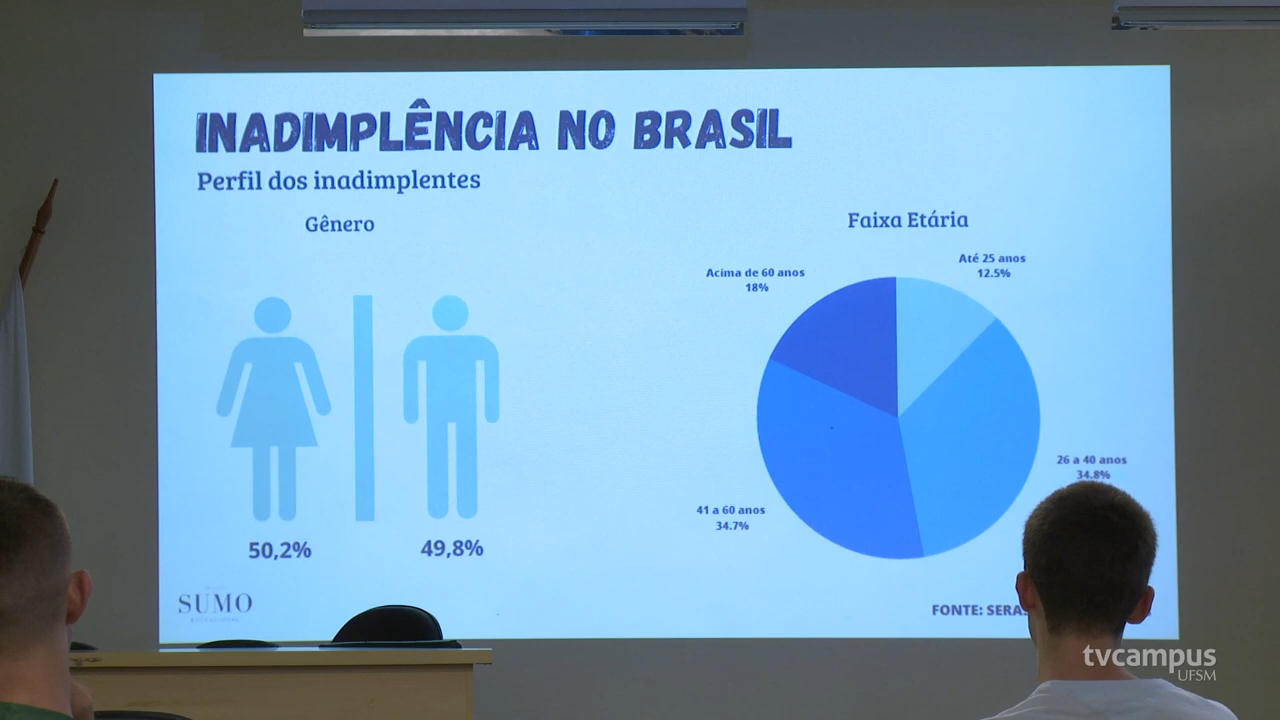 INADIMPLÊNCIA NO BRASIL
Perfil dos inadimplentes
Gênero
Faixa Etária
Acima de 60 anos
18%
Até 25 anos
12.5%
26 a 40 anos
34.8%
41 a 60 anos
34.7%
50,2%
49,8%
SUMO
FONTE:
tvcampus
UFSM